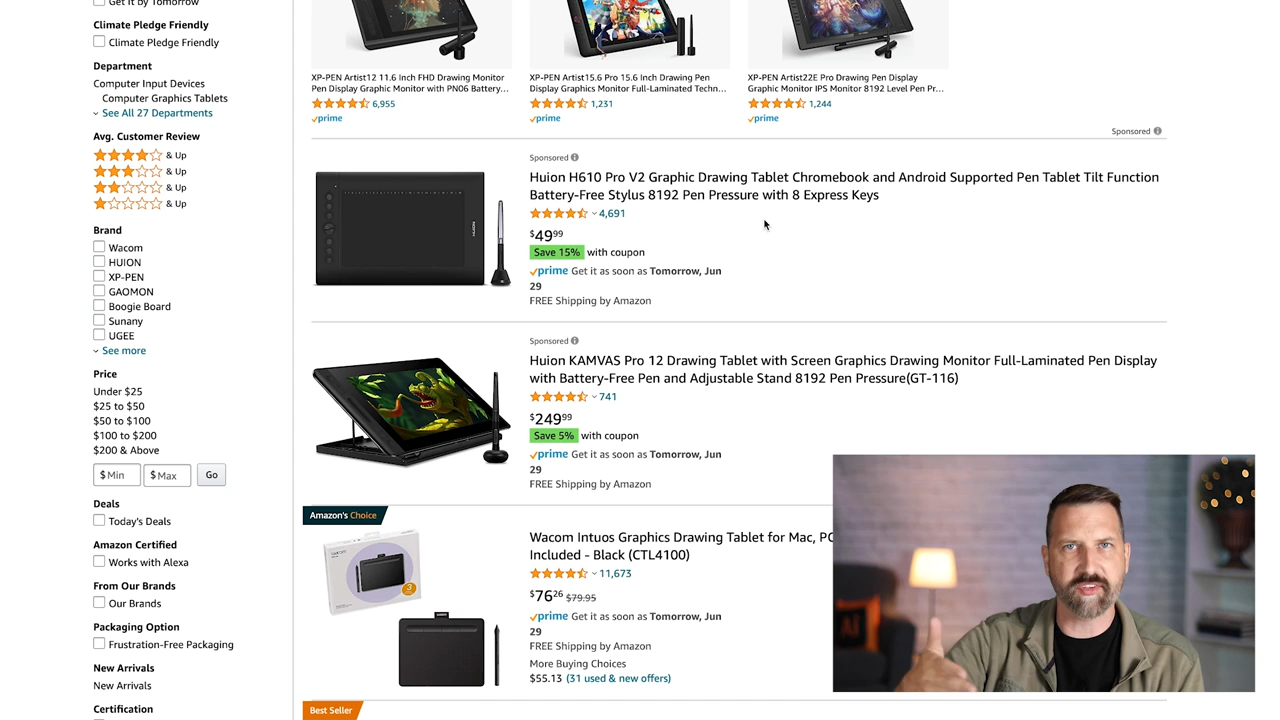 Get it by Tomorrow
Climate Pledge Friendly
Climate Pledge Friendly
Department
Computer Input Devices
Computer Graphics Tablets
See All 27 Departments
Avg. Customer Review
& Up
& Up
& Up
& Up
Brand
Wacom
HUION
XP-PEN
GAOMON
Boogie Board
Sunany
UGEE
See more
Price
Under $25
$25 to $50
$50 to $100
$100 to $200
$200 & Above
$ Min $ Max Go
Deals
Today's Deals
Amazon Certified
Works with Alexa
From Our Brands
Our Brands
Packaging Option
Frustration-Free Packaging
New Arrivals
New Arrivals
Certification
XP-PEN Artist12 11.6 Inch FHD Drawing Monitor
Pen Display Graphic Monitor with PN06 Battery...
6,955
prime
XP-PEN Artist15.6 Pro 15.6 Inch Drawing Pen
Display Graphics Monitor Full-Laminated Techn...
1,231
prime
XP-PEN Artist22E Pro Drawing Pen Display
Graphic Monitor IPS Monitor 8192 Level Pen Pr...
1,244
prime
Sponsored
Sponsored
Huion H610 Pro V2 Graphic Drawing Tablet Chromebook and Android Supported Pen Tablet Tilt Function
Battery-Free Stylus 8192 Pen Pressure with 8 Express Keys
4,691
$4999
Save 15% with coupon
prime Get it as soon as Tomorrow, Jun
29
FREE Shipping by Amazon
HUION
Sponsored
Huion KAMVAS Pro 12 Drawing Tablet with Screen Graphics Drawing Monitor Full-Laminated Pen Display
with Battery-Free Pen and Adjustable Stand 8192 Pen Pressure(GT-116)
741
$24999
Save 5% with coupon
prime Get it as soon as Tomorrow, Jun
29
FREE Shipping by Amazon
Amazon's Choice
Wacom Intuos Graphics Drawing Tablet for Mac, PC
Included - Black (CTL4100)
11,673
$7626 $79.95
prime Get it as soon as Tomorrow, Jun
29
FREE Shipping by Amazon
More Buying Choices
$55.13 (31 used & new offers)
wacom
3
Ai
Best Seller